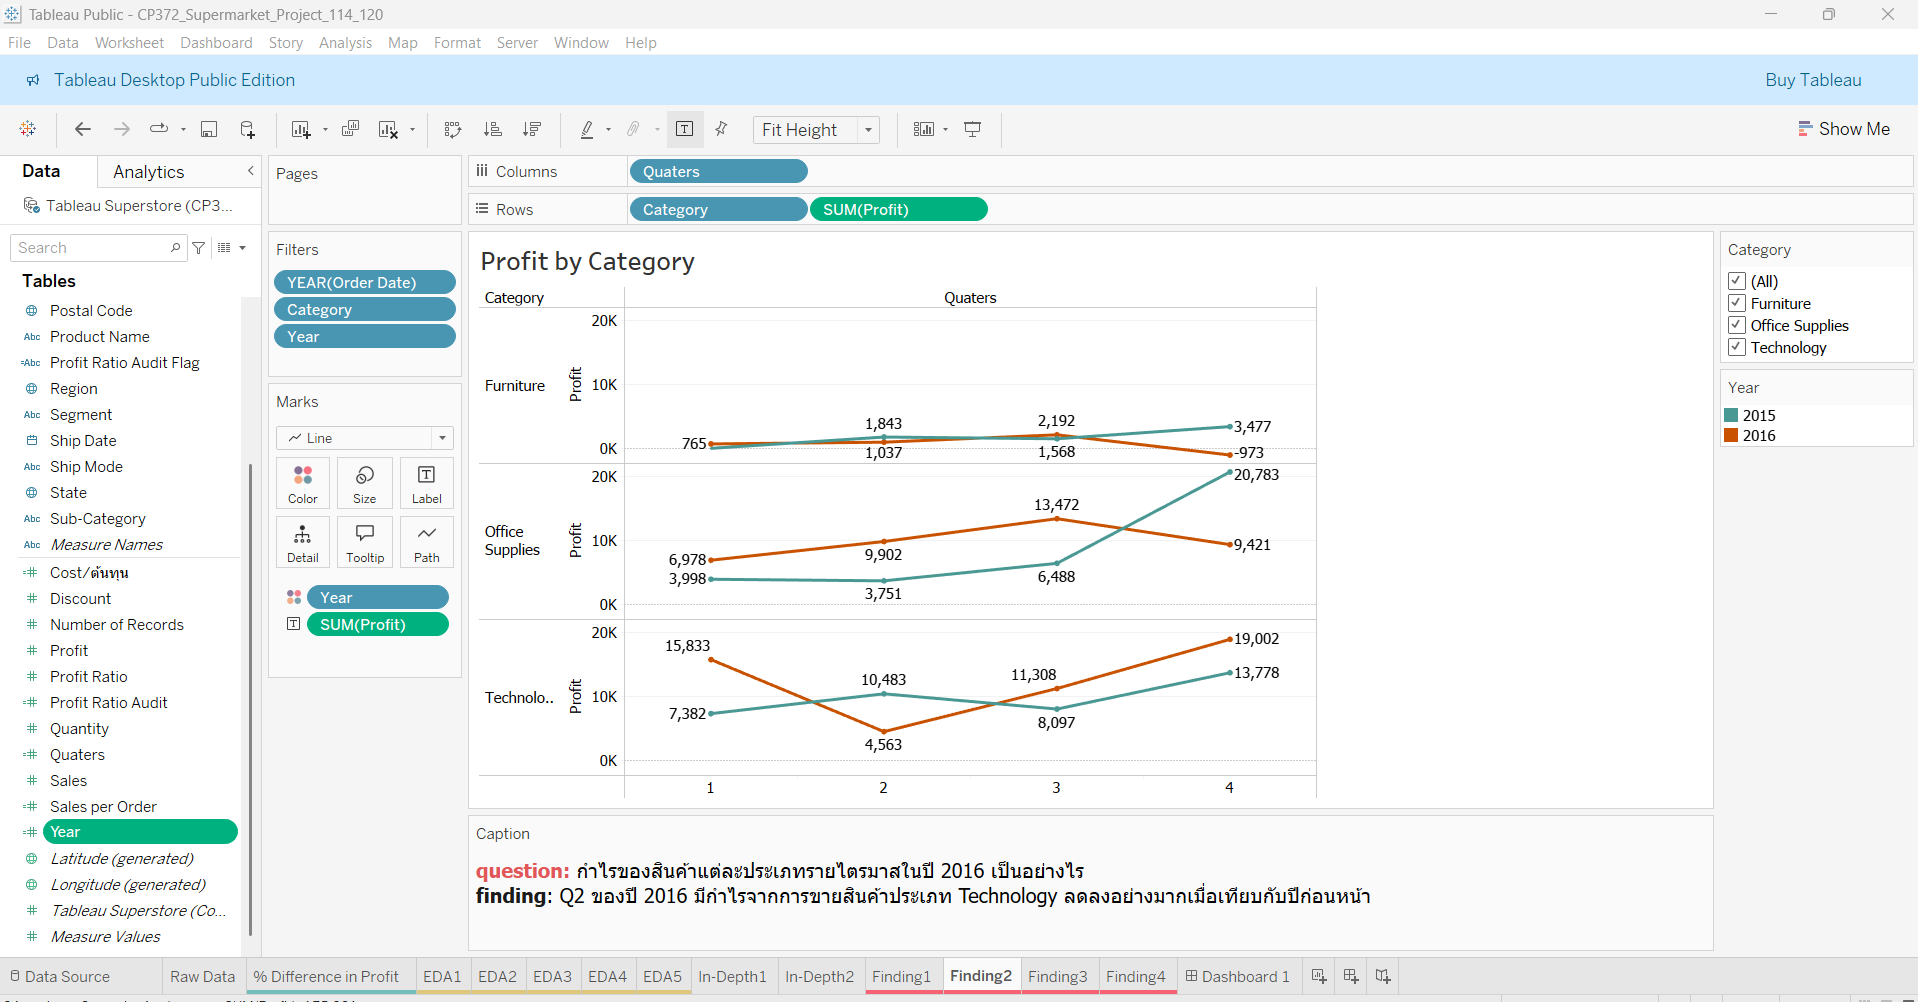 Tableau Public - CP372_Supermarket_Project_114_120
File Data Worksheet Dashboard Story Analysis Map Format Server Window Help
Tableau Desktop Public Edition
Buy Tableau
Fit Height
Show Me
Data Analytics
Tableau Superstore (CP3...
Search
Tables
Postal Code
Abc Product Name
=Abc Profit Ratio Audit Flag
Region
Abc Segment
Ship Date
Abc Ship Mode
State
Abc Sub-Category
Abc Measure Names
Cost/ต้นทุน
Discount
Number of Records
Profit
Profit Ratio
Profit Ratio Audit
Quantity
Quaters
Sales
Sales per Order
Year
Latitude (generated)
Longitude (generated)
Tableau Superstore (Co...
Measure Values
Pages
Filters
YEAR(Order Date)
Category
Year
Marks
Line
Color Size Label
Detail Tooltip Path
Year
SUM(Profit)
Columns Quaters
Rows Category SUM(Profit)
Profit by Category
Category Quaters
20K
10K
0K
Furniture
Profit
765
1,843
1,037
2,192
1,568
3,477
-973
20K
10K
0K
Office
Supplies
Profit
6,978
3,998
9,902
3,751
13,472
6,488
20,783
9,421
20K
10K
0K
Technolo..
Profit
15,833
7,382
10,483
4,563
11,308
8,097
19,002
13,778
1 2 3 4
Category
(All)
Furniture
Office Supplies
Technology
Year
2015
2016
Caption
question: กำไรของสินค้าแต่ละประเภทรายไตรมาสในปี 2016 เป็นอย่างไร
finding: Q2 ของปี 2016 มีกำไรจากการขายสินค้าประเภท Technology ลดลงอย่างมากเมื่อเทียบกับปีก่อนหน้า
Data Source Raw Data % Difference in Profit EDA1 EDA2 EDA3 EDA4 EDA5 In-Depth1 In-Depth2 Finding1 Finding2 Finding3 Finding4 Dashboard 1